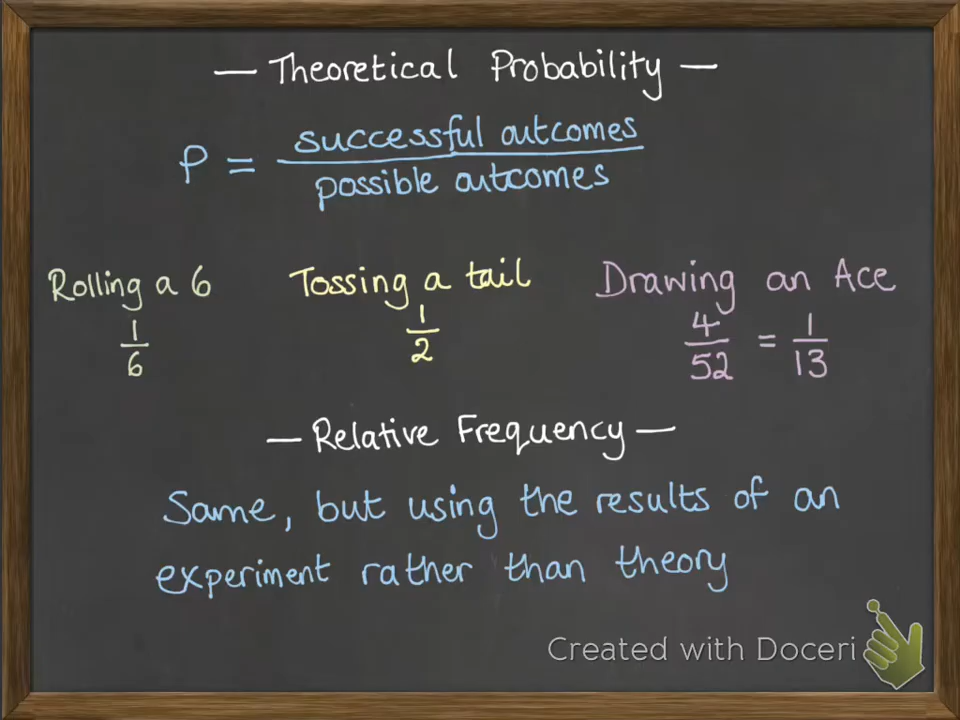 — Theoretical Probability —
P = successful outcomes / possible outcomes
Rolling a 6
1/6
Tossing a tail
1/2
Drawing an Ace
4/52 = 1/13
— Relative Frequency —
Same, but using the results of an
experiment rather than theory
Created with Doceri